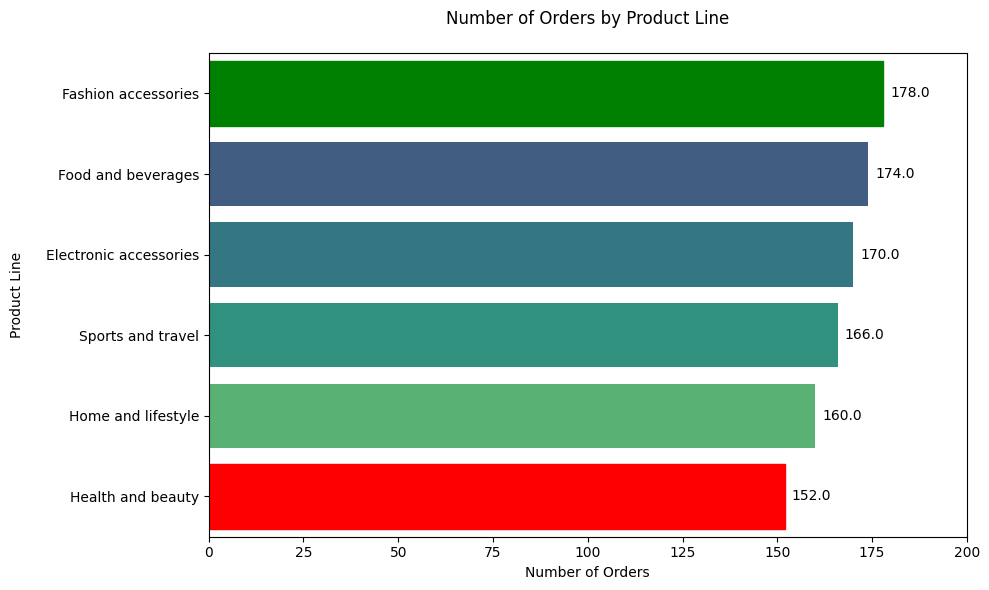 Number of Orders by Product Line
Product Line
Fashion accessories 178.0
Food and beverages 174.0
Electronic accessories 170.0
Sports and travel 166.0
Home and lifestyle 160.0
Health and beauty 152.0
0 25 50 75 100 125 150 175 200
Number of Orders